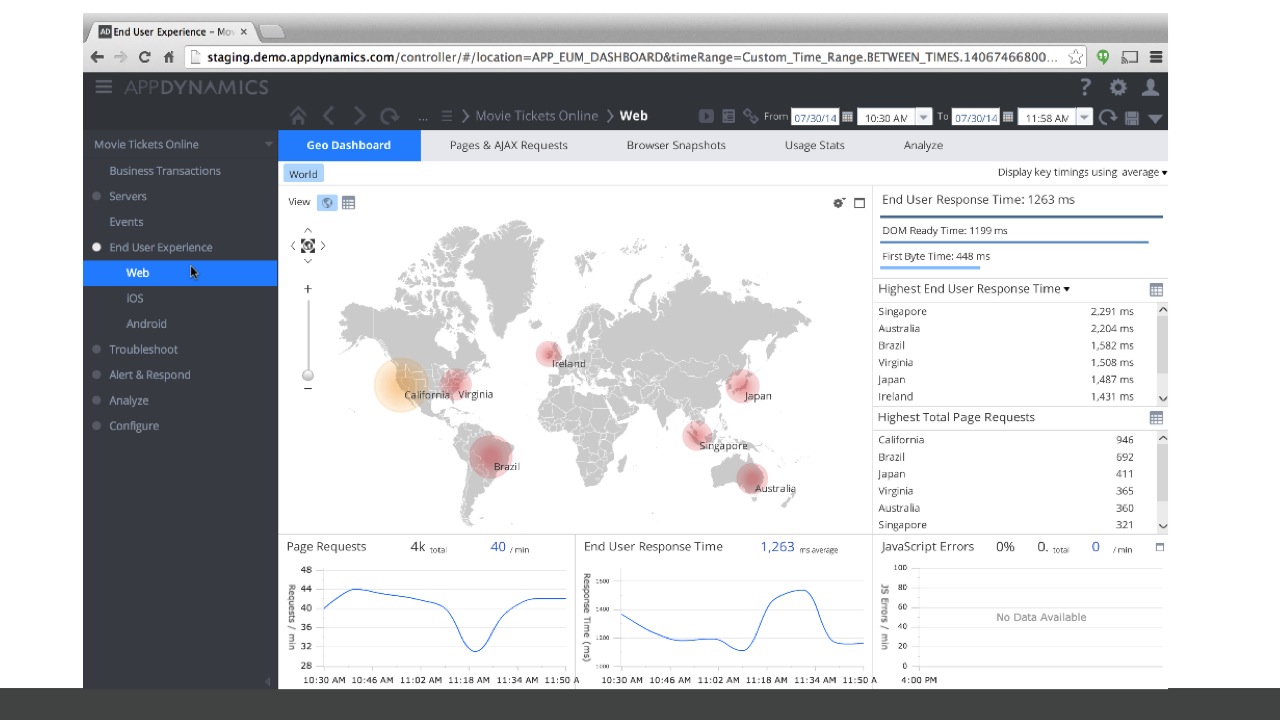 AD End User Experience – Mov
staging.demo.appdynamics.com/controller/#/location=APP_EUM_DASHBOARD&timeRange=Custom_Time_Range.BETWEEN_TIMES.14067466800...
APPDYNAMICS
?
... Movie Tickets Online Web From 07/30/14 10:30 AM To 07/30/14 11:58 AM
Movie Tickets Online
Business Transactions
Servers
Events
End User Experience
Web
iOS
Android
Troubleshoot
Alert & Respond
Analyze
Configure
Geo Dashboard Pages & AJAX Requests Browser Snapshots Usage Stats Analyze
World
Display key timings using average
View
California
Virginia
Brazil
Ireland
Japan
Singapore
Australia
End User Response Time: 1263 ms
DOM Ready Time: 1199 ms
First Byte Time: 448 ms
Highest End User Response Time
Singapore 2,291 ms
Australia 2,204 ms
Brazil 1,582 ms
Virginia 1,508 ms
Japan 1,487 ms
Ireland 1,431 ms
Highest Total Page Requests
California 946
Brazil 692
Japan 411
Virginia 365
Australia 360
Singapore 321
Page Requests 4k total 40 / min
Requests / min
48
44
40
36
32
28
10:30 AM 10:46 AM 11:02 AM 11:18 AM 11:34 AM 11:50 A
End User Response Time 1,263 ms average
Response Time (ms)
1600
1400
1200
1000
10:30 AM 10:46 AM 11:02 AM 11:18 AM 11:34 AM 11:50 A
JavaScript Errors 0% 0. total 0 / min
JS Errors / min
100
80
60
40
20
0
No Data Available
4:00 PM